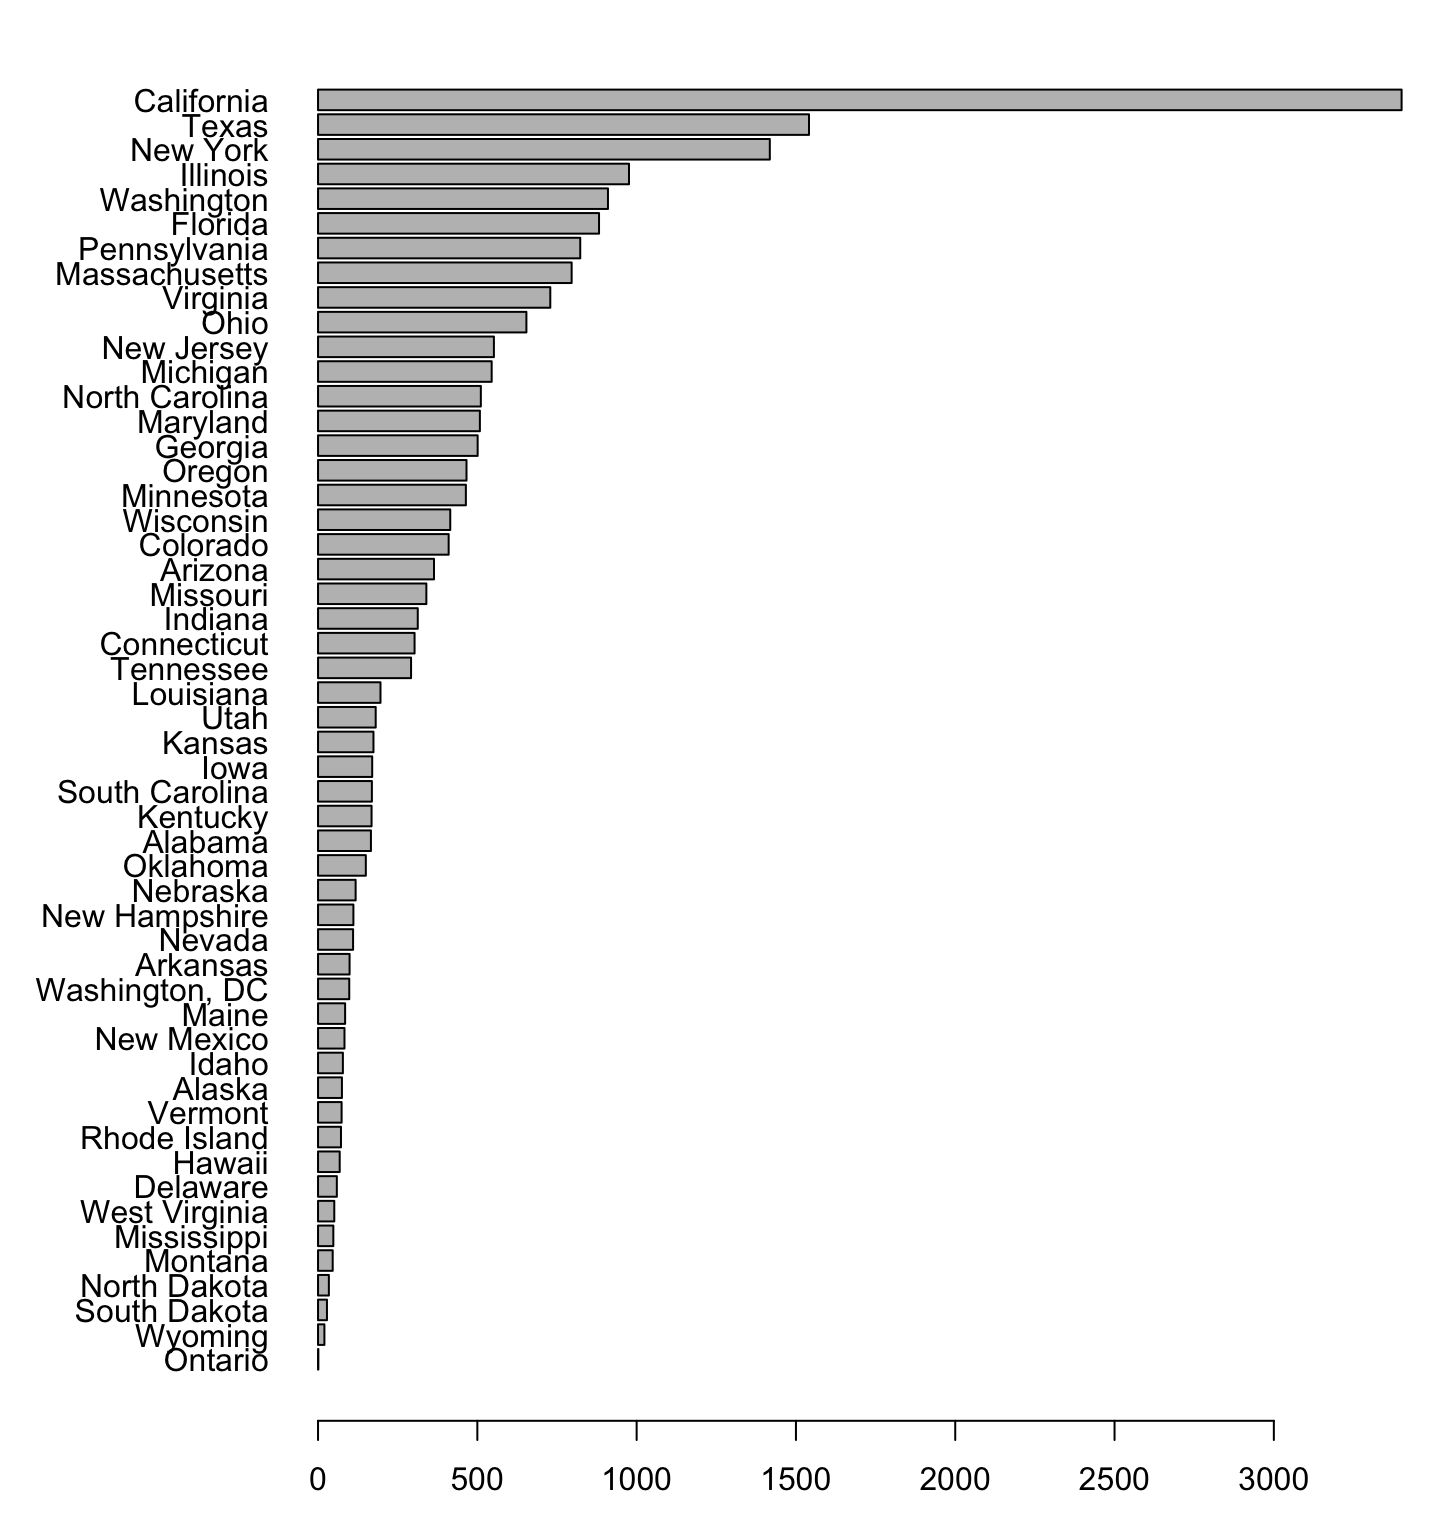 California
Texas
New York
Illinois
Washington
Florida
Pennsylvania
Massachusetts
Virginia
Ohio
New Jersey
Michigan
North Carolina
Maryland
Georgia
Oregon
Minnesota
Wisconsin
Colorado
Arizona
Missouri
Indiana
Connecticut
Tennessee
Louisiana
Utah
Kansas
Iowa
South Carolina
Kentucky
Alabama
Oklahoma
Nebraska
New Hampshire
Nevada
Arkansas
Washington, DC
Maine
New Mexico
Idaho
Alaska
Vermont
Rhode Island
Hawaii
Delaware
West Virginia
Mississippi
Montana
North Dakota
South Dakota
Wyoming
Ontario
0 500 1000 1500 2000 2500 3000